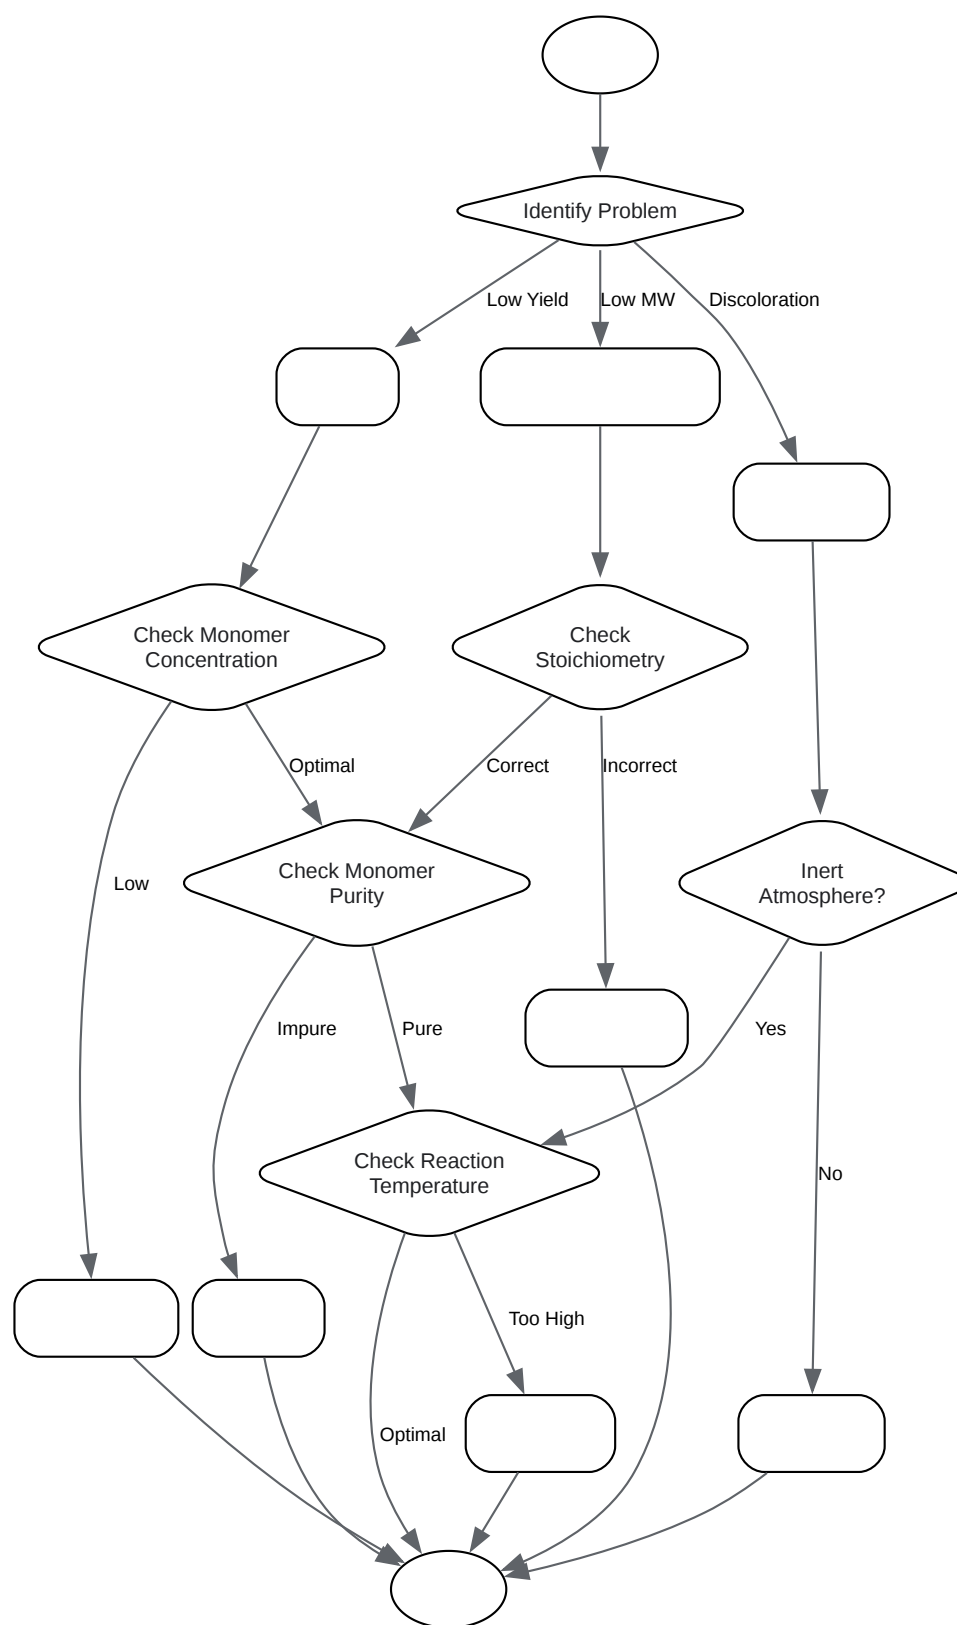 Identify Problem
Low Yield
Low MW
Discoloration
Check Monomer
Concentration
Check
Stoichiometry
Optimal
Correct
Incorrect
Low
Check Monomer
Purity
Inert
Atmosphere?
Impure
Pure
Yes
Check Reaction
Temperature
No
Too High
Optimal